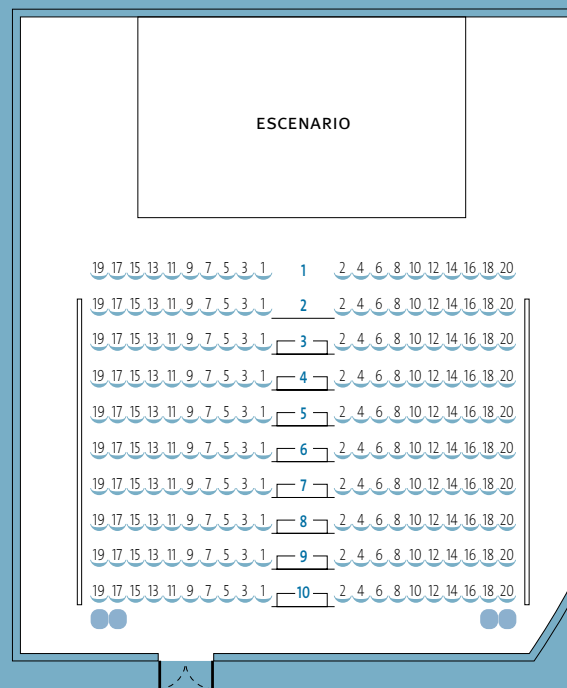 ESCENARIO
19 17 15 13 11 9 7 5 3 1 1 2 4 6 8 10 12 14 16 18 20
19 17 15 13 11 9 7 5 3 1 2 2 4 6 8 10 12 14 16 18 20
19 17 15 13 11 9 7 5 3 1 3 2 4 6 8 10 12 14 16 18 20
19 17 15 13 11 9 7 5 3 1 4 2 4 6 8 10 12 14 16 18 20
19 17 15 13 11 9 7 5 3 1 5 2 4 6 8 10 12 14 16 18 20
19 17 15 13 11 9 7 5 3 1 6 2 4 6 8 10 12 14 16 18 20
19 17 15 13 11 9 7 5 3 1 7 2 4 6 8 10 12 14 16 18 20
19 17 15 13 11 9 7 5 3 1 8 2 4 6 8 10 12 14 16 18 20
19 17 15 13 11 9 7 5 3 1 9 2 4 6 8 10 12 14 16 18 20
19 17 15 13 11 9 7 5 3 1 10 2 4 6 8 10 12 14 16 18 20